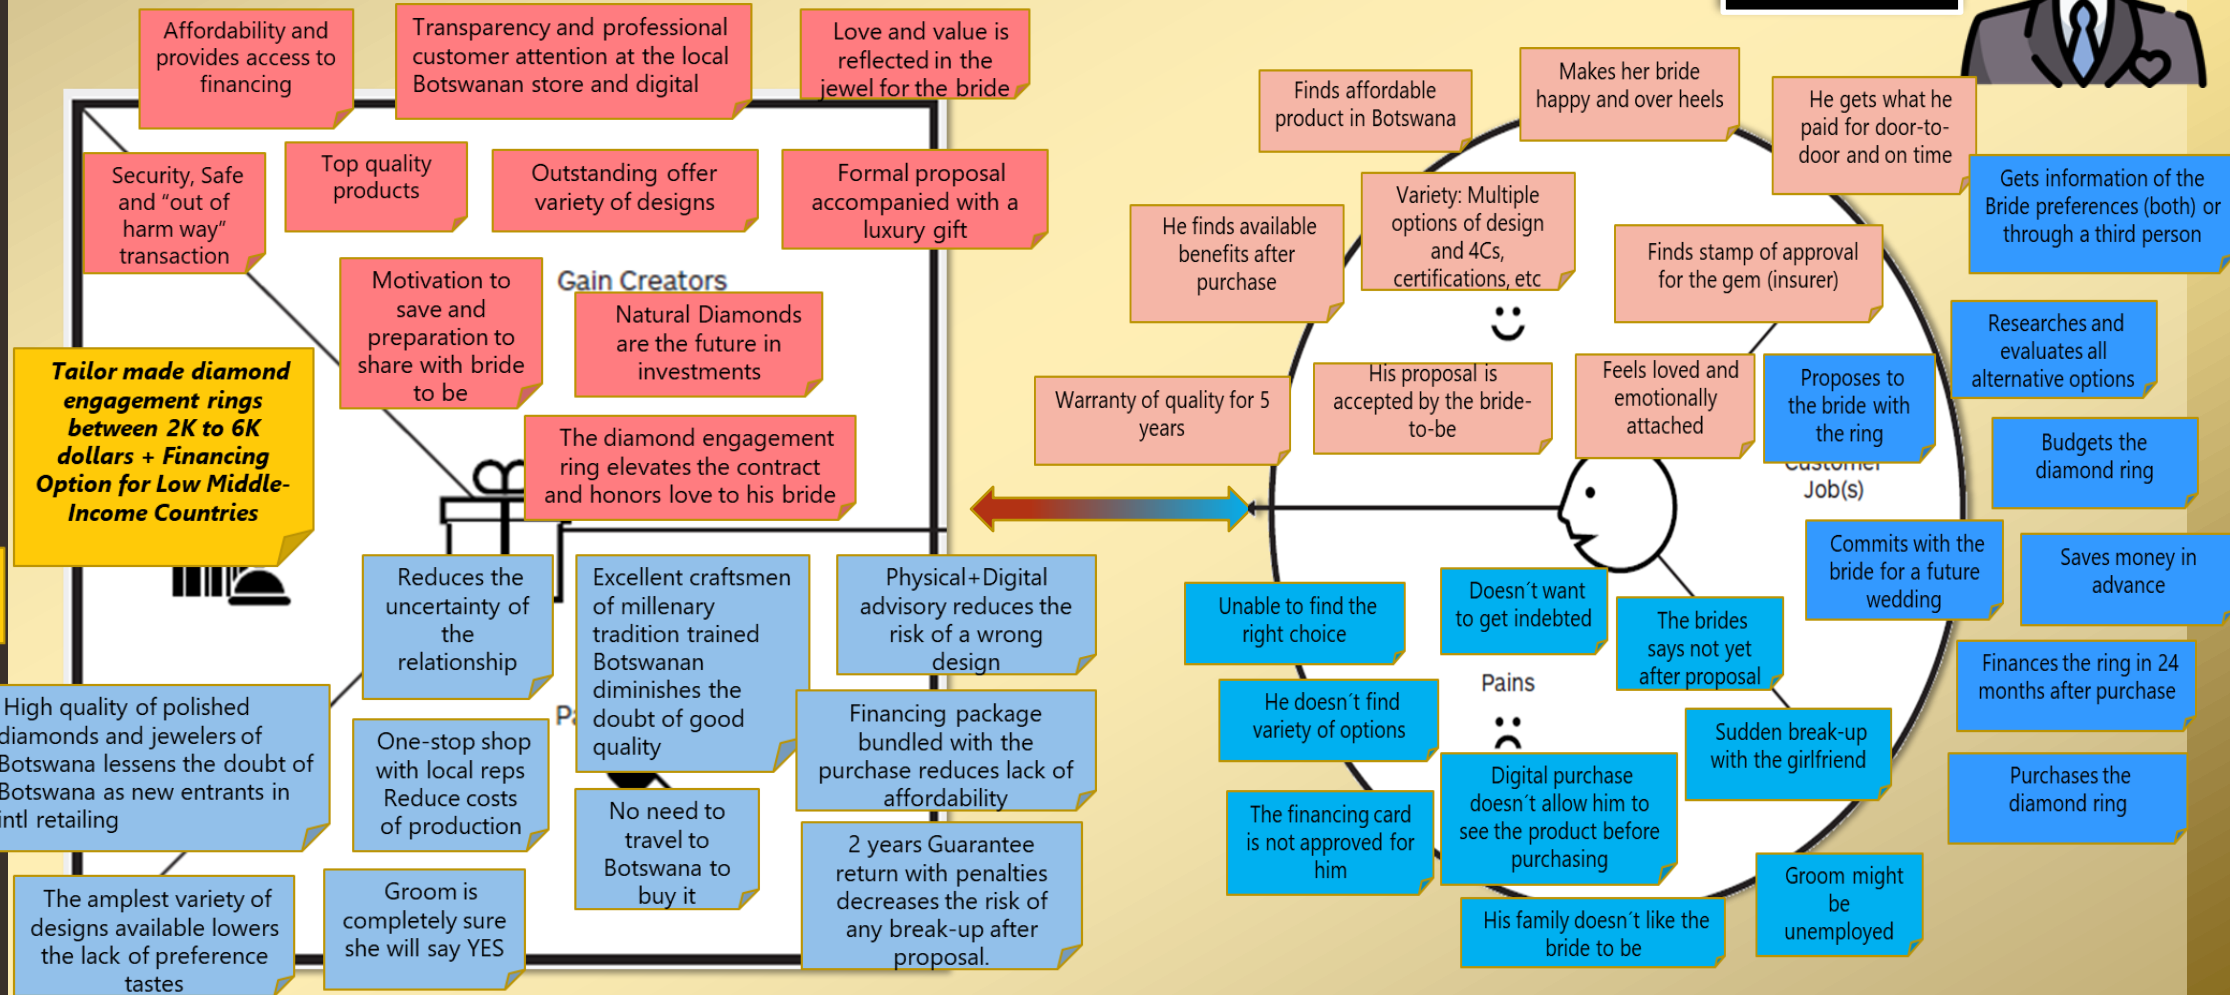 Affordability and
provides access to
financing
Transparency and professional
customer attention at the local
Botswanan store and digital
Love and value is
reflected in the
jewel for the bride
Security, Safe
and “out of
harm way”
transaction
Top quality
products
Outstanding offer
variety of designs
Formal proposal
accompanied with a
luxury gift
Motivation to
save and
preparation to
share with bride
to be
Gain Creators
Natural Diamonds
are the future in
investments
Tailor made diamond
engagement rings
between 2K to 6K
dollars + Financing
Option for Low Middle-
Income Countries
The diamond engagement
ring elevates the contract
and honors love to his bride
Reduces the
uncertainty of
the
relationship
Excellent craftsmen
of millenary
tradition trained
Botswanan
diminishes the
doubt of good
quality
Physical+Digital
advisory reduces the
risk of a wrong
design
High quality of polished
diamonds and jewelers of
Botswana lessens the doubt of
Botswana as new entrants in
intl retailing
One-stop shop
with local reps
Reduce costs
of production
Pa
Financing package
bundled with the
purchase reduces lack of
affordability
No need to
travel to
Botswana to
buy it
2 years Guarantee
return with penalties
decreases the risk of
any break-up after
proposal.
The amplest variety of
designs available lowers
the lack of preference
tastes
Groom is
completely sure
she will say YES
Finds affordable
product in Botswana
Makes her bride
happy and over heels
He gets what he
paid for door-to-
door and on time
Gets information of the
Bride preferences (both) or
through a third person
He finds available
benefits after
purchase
Variety: Multiple
options of design
and 4Cs,
certifications, etc
Finds stamp of approval
for the gem (insurer)
Researches and
evaluates all
alternative options
Warranty of quality for 5
years
His proposal is
accepted by the bride-
to-be
Feels loved and
emotionally
attached
Proposes to
the bride with
the ring
Customer
Job(s)
Budgets the
diamond ring
Commits with the
bride for a future
wedding
Saves money in
advance
Unable to find the
right choice
Doesn´t want
to get indebted
The brides
says not yet
after proposal
Finances the ring in 24
months after purchase
Pains
He doesn´t find
variety of options
Sudden break-up
with the girlfriend
Purchases the
diamond ring
The financing card
is not approved for
him
Digital purchase
doesn´t allow him to
see the product before
purchasing
Groom might
be
unemployed
His family doesn´t like the
bride to be